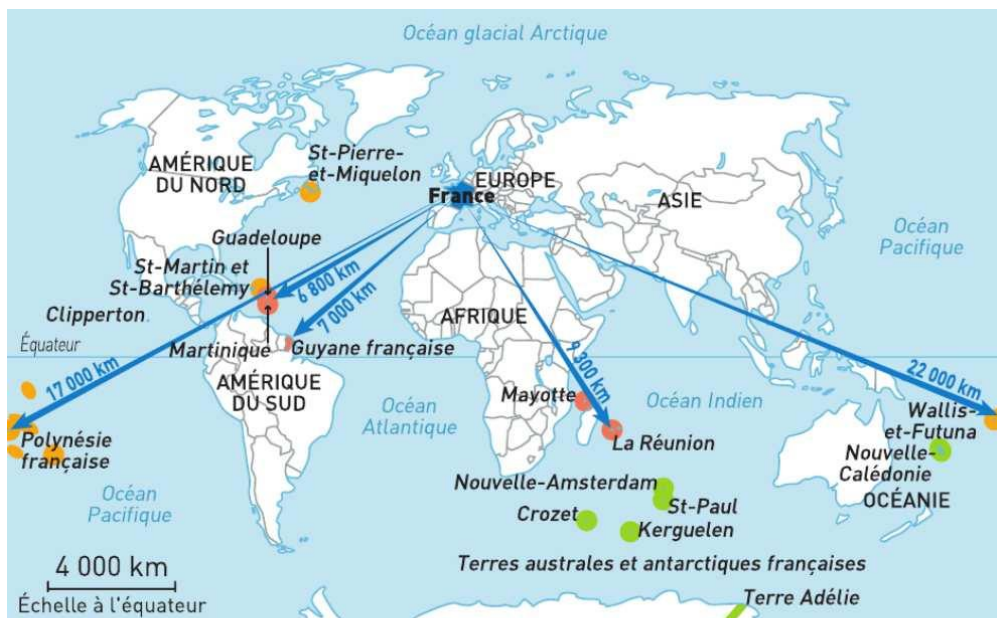 Océan glacial Arctique
AMÉRIQUE
DU NORD
St-Pierre-
et-Miquelon
EUROPE
France
ASIE
Océan
Pacifique
Guadeloupe
St-Martin et
St-Barthélemy
6 800 km
7 000 km
Clipperton
AFRIQUE
Équateur
Martinique
Guyane française
17 000 km
9 300 km
22 000 km
AMÉRIQUE
DU SUD
Océan
Atlantique
Mayotte
Océan Indien
Wallis-
et-Futuna
Polynésie
française
La Réunion
Nouvelle-
Calédonie
OCÉANIE
Océan
Pacifique
Nouvelle-Amsterdam
St-Paul
Crozet
Kerguelen
Terres australes et antarctiques françaises
4 000 km
Échelle à l'équateur
Terre Adélie